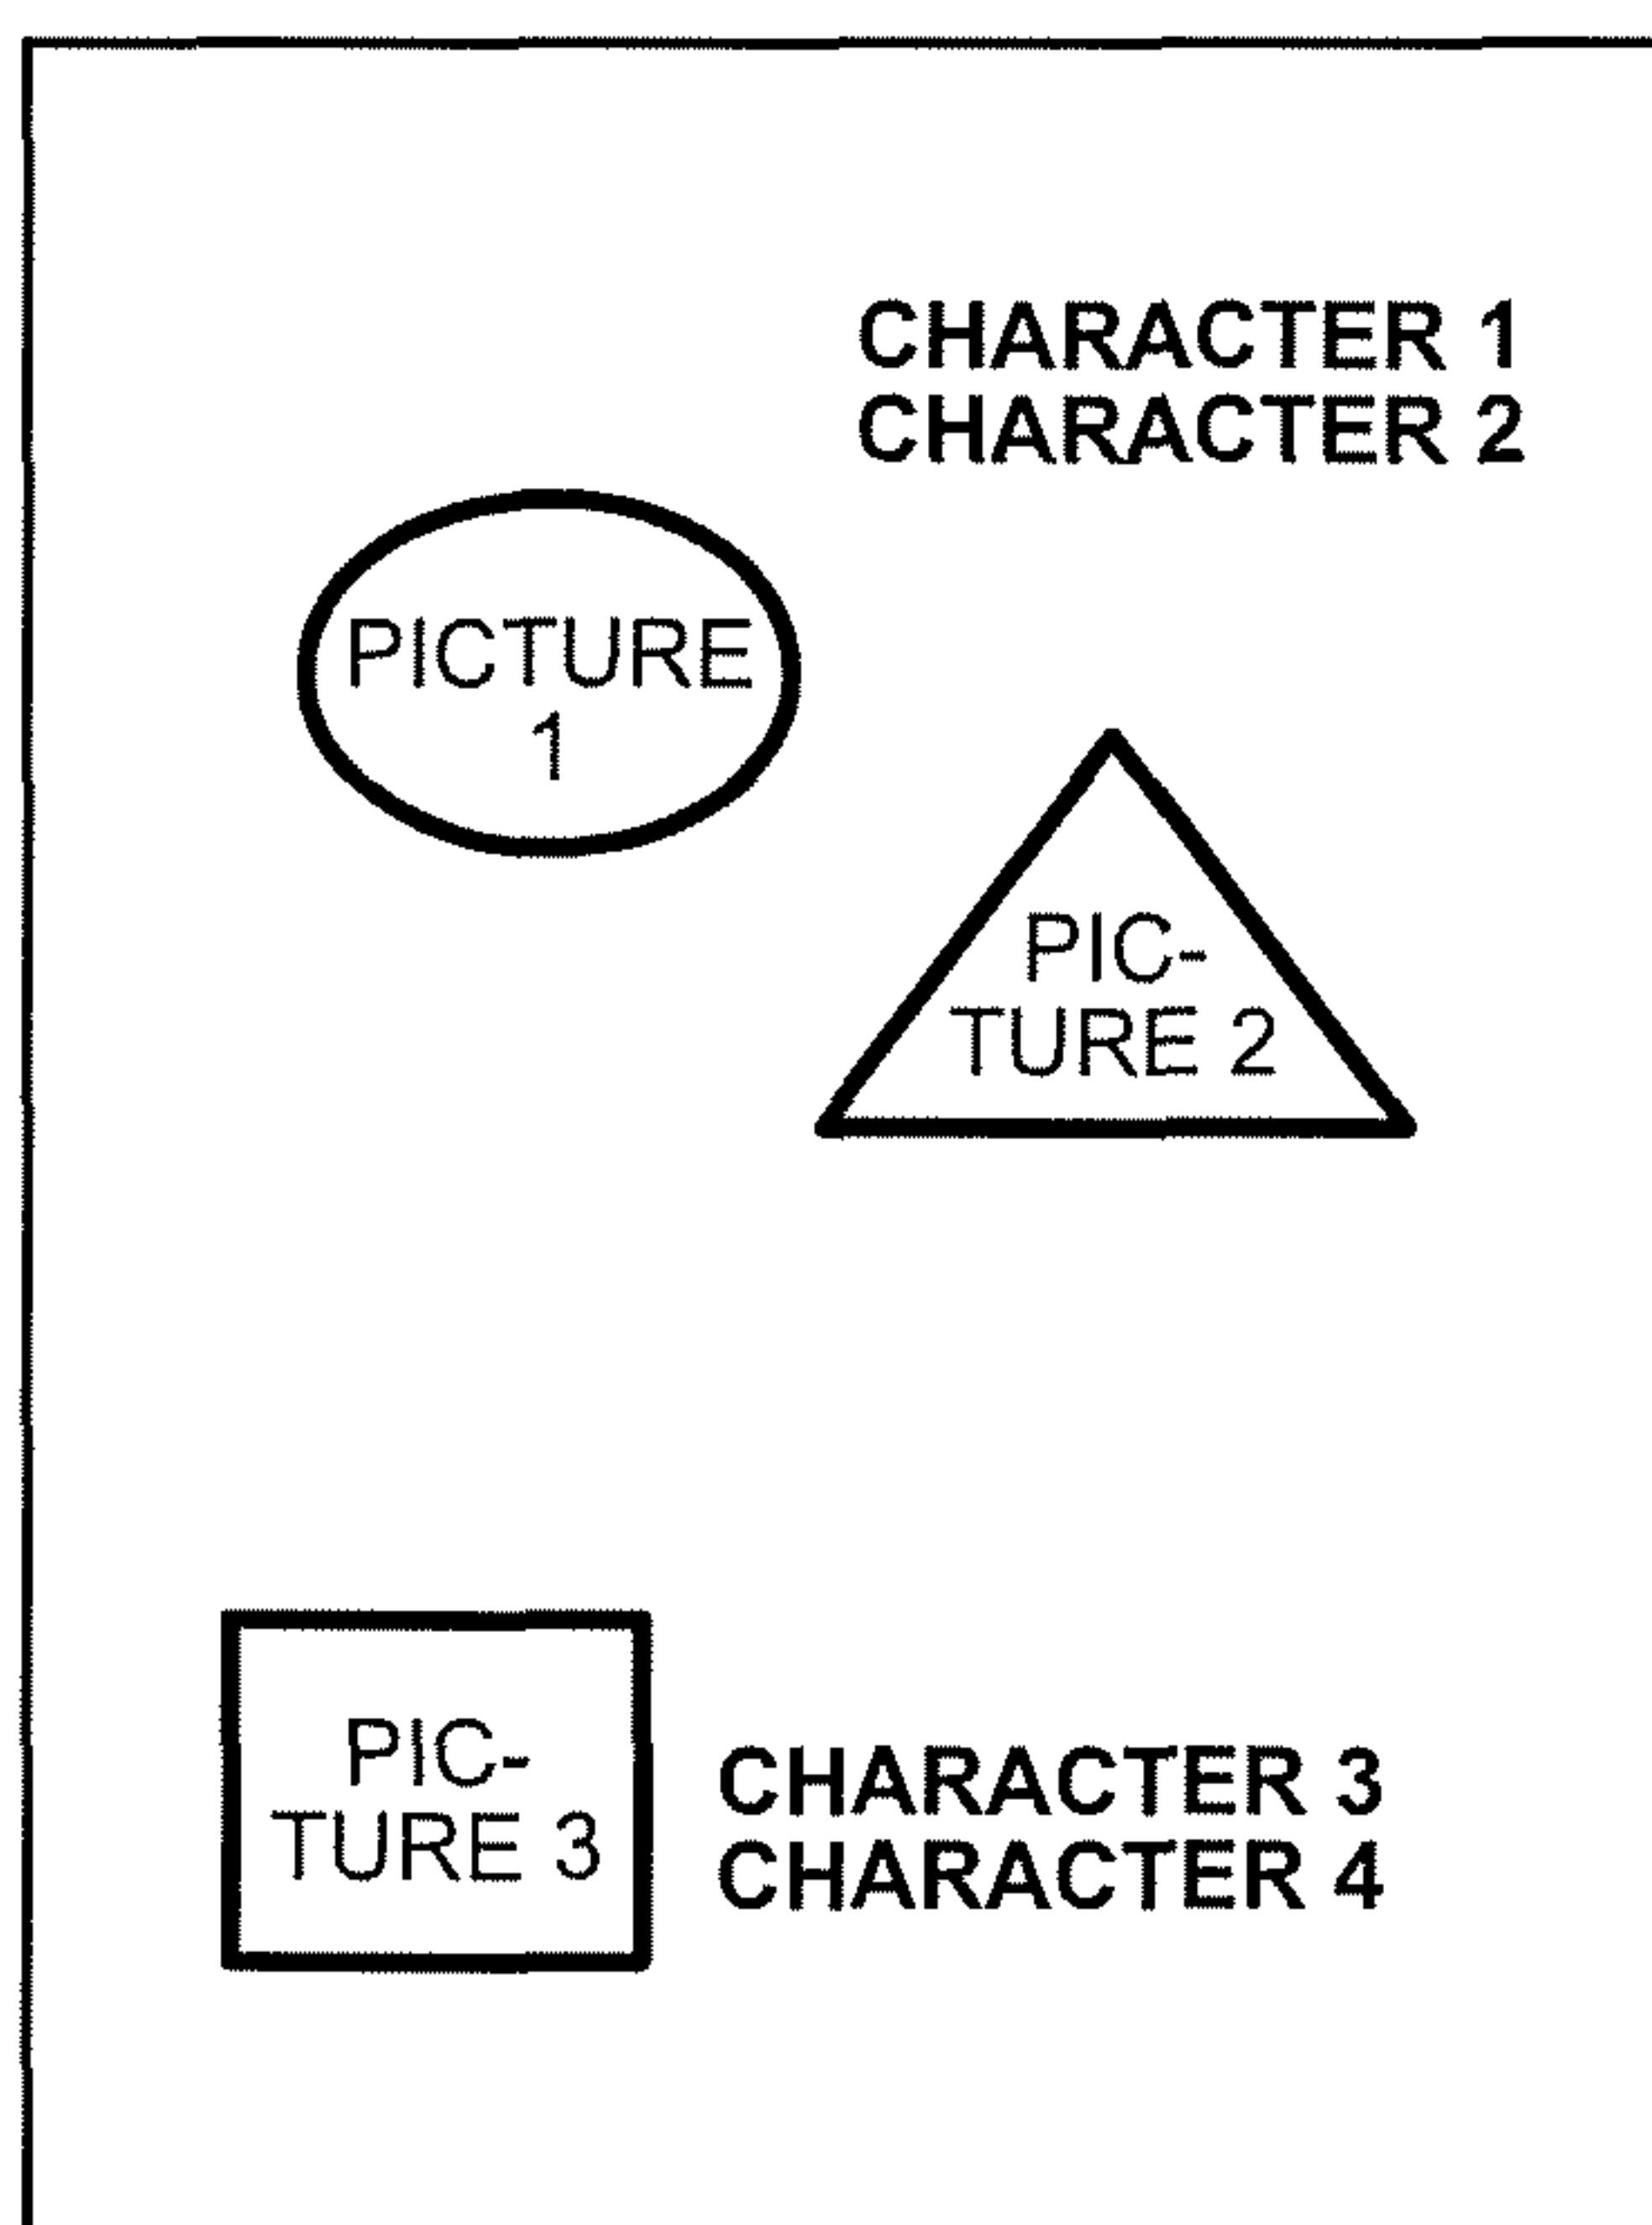 CHARACTER 1
CHARACTER 2
PICTURE
1
PIC-
TURE 2
PIC-
TURE 3
CHARACTER 3
CHARACTER 4